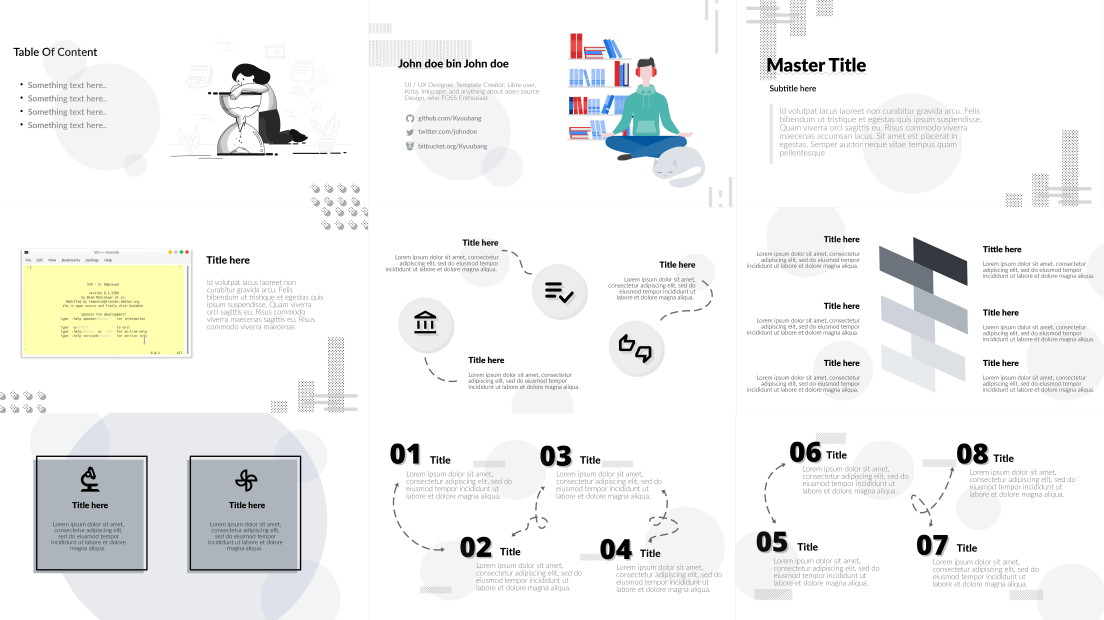 Table Of Content
Something text here..
Something text here..
Something text here..
Something text here..
John doe bin John doe
UI / UX Designer, Template Creator, Libre user,
Krita, Inkscape, and anything about open source
Design, who FOSS Enthusiast
github.com/Kyuubang
twitter.com/johndoe
bitbucket.org/Kyuubang
Master Title
Subtitle here
Id volutpat lacus laoreet non curabitur gravida arcu. Felis
bibendum ut tristique et egestas quis ipsum suspendisse.
Quam viverra orci sagittis eu. Risus commodo viverra
maecenas accumsan lacus. Sit amet est placerat in
egestas. Semper auctor neque vitae tempus quam
pellentesque
File Edit View Bookmarks Settings Help
VIM - Vi IMproved
by Bram Moolenaar et al.
Vim is open source and freely distributable
Sponsor Vim development!
Title here
Id volutpat lacus laoreet non curabitur
gravida arcu. Felis
bibendum ut tristique et egestas quis
ipsum suspendisse. Quam viverra
orci sagittis eu. Risus commodo
viverra maecenas sagittis eu. Risus
commodo viverra maecenas
Title here
Lorem ipsum dolor sit amet, consectetur
adipiscing elit, sed do eiusmod tempor
incididunt ut labore et dolore magna aliqua.
Title here
Lorem ipsum dolor sit amet,
consectetur adipiscing elit, sed do
eiusmod tempor incididunt ut
labore et dolore magna aliqua.
Title here
Lorem ipsum dolor sit amet, consectetur
adipiscing elit, sed do eiusmod tempor
incididunt ut labore et dolore magna aliqua.
Title here
Lorem ipsum dolor sit amet, consectetur
adipiscing elit, sed do eiusmod tempor
incididunt ut labore et dolore magna aliqua.
Tittle here
Lorem ipsum dolor sit amet, consectetur
adipiscing elit, sed do eiusmod tempor
incididunt ut labore et dolore magna aliqua.
Title here
Lorem ipsum dolor sit amet, consectetur
adipiscing elit, sed do eiusmod tempor
incididunt ut labore et dolore magna aliqua.
Title here
Lorem ipsum dolor sit amet, consectetur
adipiscing elit, sed do eiusmod tempor
incididunt ut labore et dolore magna aliqua.
Title here
Lorem ipsum dolor sit amet, consectetur
adipiscing elit, sed do eiusmod tempor
incididunt ut labore et dolore magna aliqua.
Title here
Lorem ipsum dolor sit amet, consectetur
adipiscing elit, sed do eiusmod tempor
incididunt ut labore et dolore magna aliqua.
Title here
Lorem ipsum dolor sit amet,
consectetur adipiscing elit,
sed do eiusmod tempor
incididunt ut labore et dolore
magna aliqua.
Title here
Lorem ipsum dolor sit amet,
consectetur adipiscing elit,
sed do eiusmod tempor
incididunt ut labore et dolore
magna aliqua.
01 Title
Lorem ipsum dolor sit amet,
consectetur adipiscing elit, sed do
eiusmod tempor incididunt ut
labore et dolore magna aliqua.
03 Title
Lorem ipsum dolor sit amet,
consectetur adipiscing elit, sed do
eiusmod tempor incididunt ut
labore et dolore magna aliqua.
02 Title
Lorem ipsum dolor sit amet,
consectetur adipiscing elit, sed do
eiusmod tempor incididunt ut
labore et dolore magna aliqua.
04 Title
Lorem ipsum dolor sit amet,
consectetur adipiscing elit, sed do
eiusmod tempor incididunt ut
labore et dolore magna aliqua.
06 Title
Lorem ipsum dolor sit amet,
consectetur adipiscing elit, sed do
eiusmod tempor incididunt ut
labore et dolore magna aliqua.
08 Title
Lorem ipsum dolor sit amet,
consectetur adipiscing elit, sed do
eiusmod tempor incididunt ut
labore et dolore magna aliqua.
05 Title
Lorem ipsum dolor sit amet,
consectetur adipiscing elit, sed do
eiusmod tempor incididunt ut
labore et dolore magna aliqua.
07 Title
Lorem ipsum dolor sit amet,
consectetur adipiscing elit, sed do
eiusmod tempor incididunt ut
labore et dolore magna aliqua.